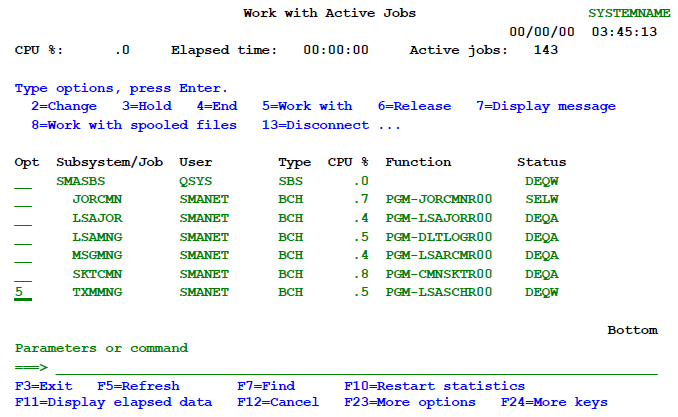 Work with Active Jobs SYSTEMNAME
00/00/00 03:45:13
CPU %: .0 Elapsed time: 00:00:00 Active jobs: 143
Type options, press Enter.
2=Change 3=Hold 4=End 5=Work with 6=Release 7=Display message
8=Work with spooled files 13=Disconnect ...
Opt Subsystem/Job User Type CPU % Function Status
__ SMASBS QSYS SBS .0 DEQW
__ JORCMN SMANET BCH .7 PGM-JORCMNR00 SELW
__ LSAJOR SMANET BCH .4 PGM-LSAJORR00 DEQA
__ LSAMNG SMANET BCH .5 PGM-DLTLOGR00 DEQA
__ MSGMNG SMANET BCH .4 PGM-LSARCMR00 DEQA
__ SKTCMN SMANET BCH .8 PGM-CMNSKTR00 DEQA
5 TXMMNG SMANET BCH .5 PGM-LSASCHR00 DEQW
Bottom
Parameters or command
===>
F3=Exit F5=Refresh F7=Find F10=Restart statistics
F11=Display elapsed data F12=Cancel F23=More options F24=More keys